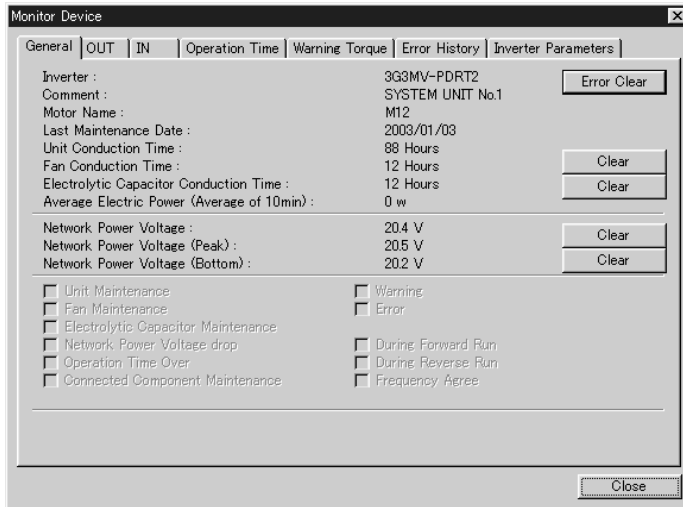 Monitor Device
General OUT IN Operation Time Warning Torque Error History Inverter Parameters
Inverter : 3G3MV-PDRT2 Error Clear
Comment : SYSTEM UNIT No.1
Motor Name : M12
Last Maintenance Date : 2003/01/03
Unit Conduction Time : 88 Hours
Fan Conduction Time : 12 Hours Clear
Electrolytic Capacitor Conduction Time : 12 Hours Clear
Average Electric Power (Average of 10min) : 0 w
Network Power Voltage : 20.4 V Clear
Network Power Voltage (Peak) : 20.5 V
Network Power Voltage (Bottom) : 20.2 V Clear
Unit Maintenance Warning
Fan Maintenance Error
Electrolytic Capacitor Maintenance
Network Power Voltage drop During Forward Run
Operation Time Over During Reverse Run
Connected Component Maintenance Frequency Agree
Close